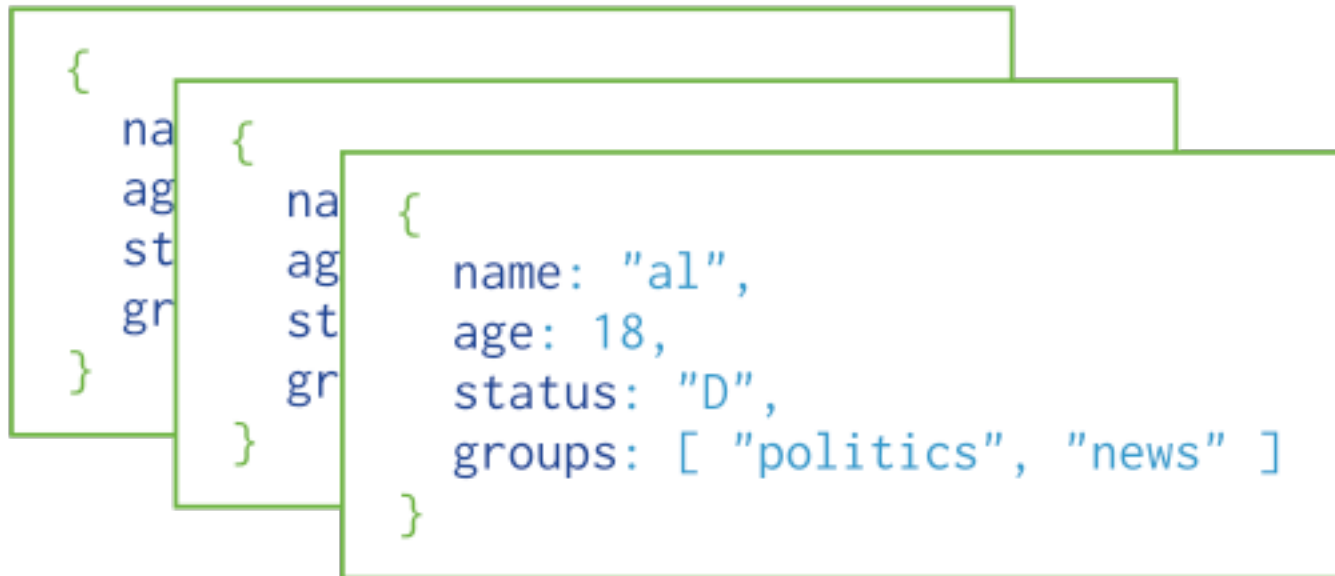 {
na
ag
st
gr
}
{
na
ag
st
gr
}
{
name: "al",
age: 18,
status: "D",
groups: [ "politics", "news" ]
}